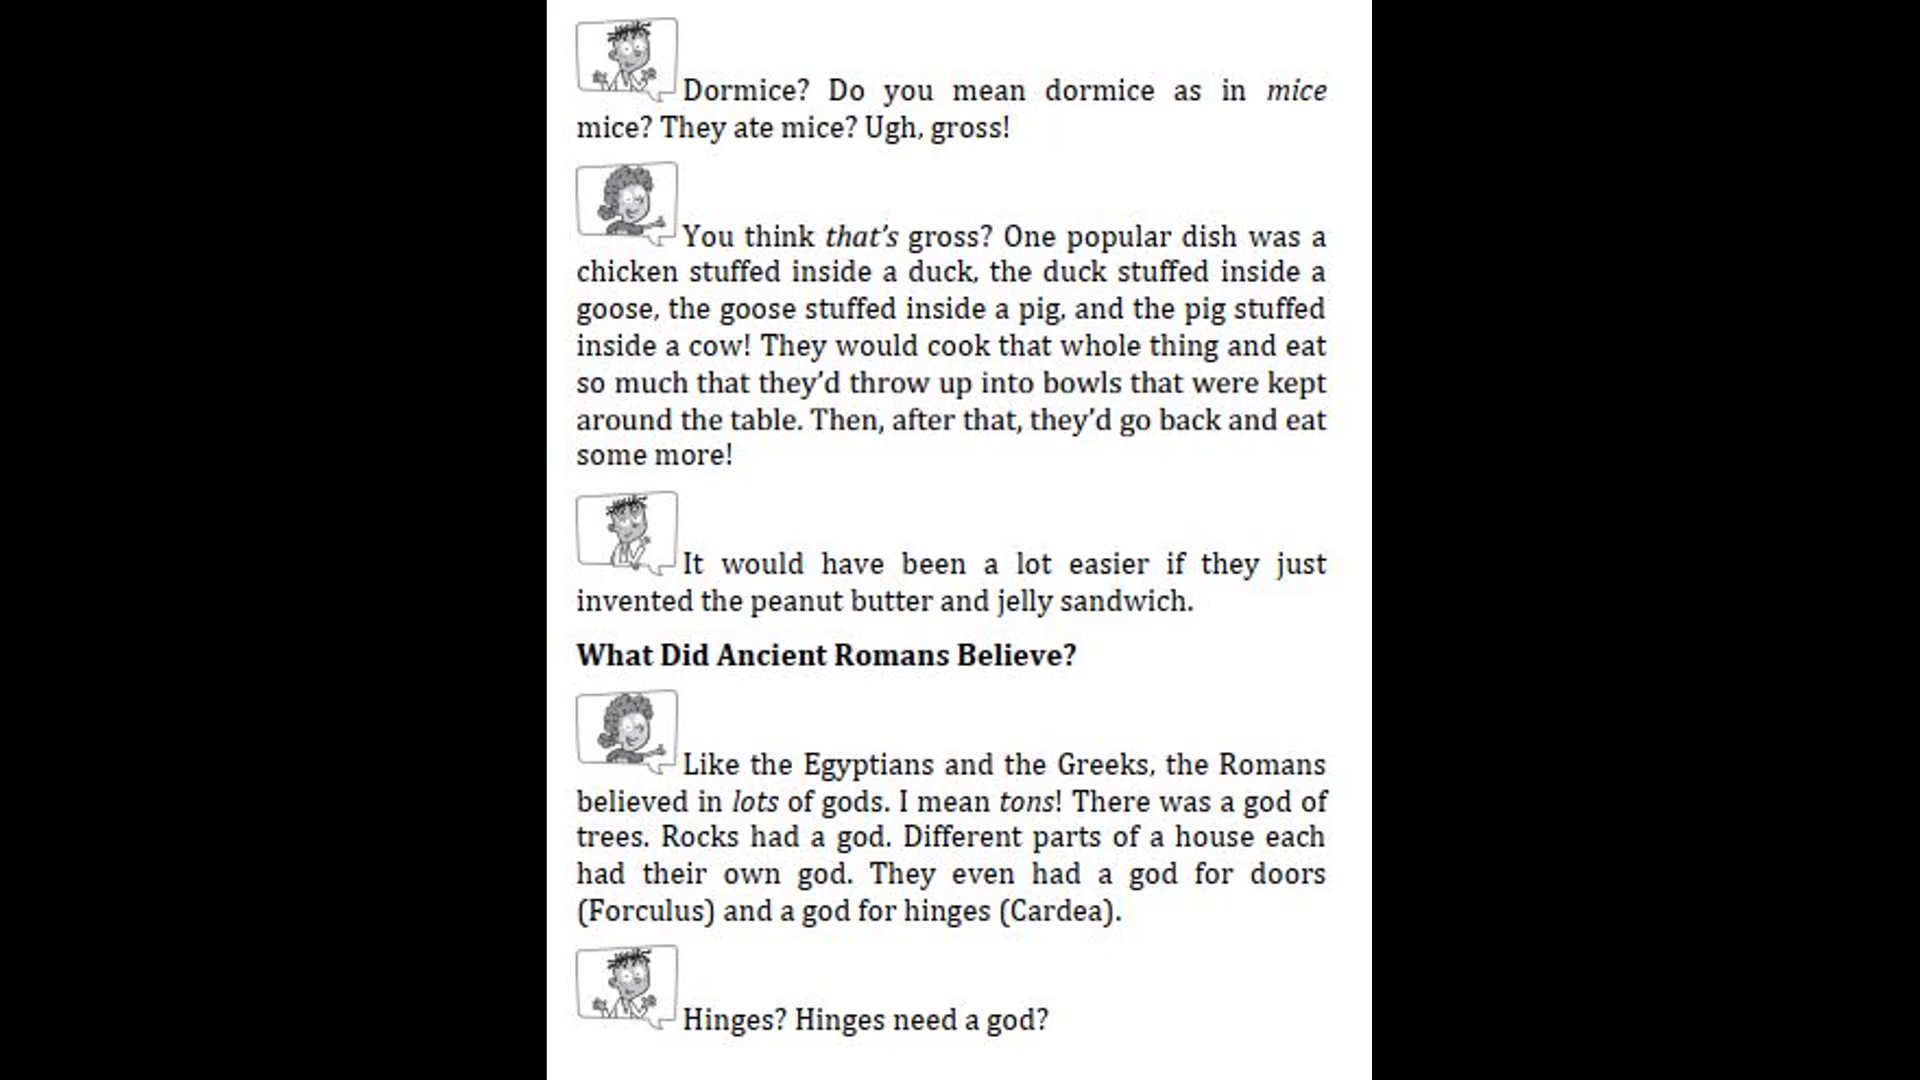 Dormice? Do you mean dormice as in mice
mice? They ate mice? Ugh, gross!
You think that’s gross? One popular dish was a
chicken stuffed inside a duck, the duck stuffed inside a
goose, the goose stuffed inside a pig, and the pig stuffed
inside a cow! They would cook that whole thing and eat
so much that they’d throw up into bowls that were kept
around the table. Then, after that, they’d go back and eat
some more!
It would have been a lot easier if they just
invented the peanut butter and jelly sandwich.
What Did Ancient Romans Believe?
Like the Egyptians and the Greeks, the Romans
believed in lots of gods. I mean tons! There was a god of
trees. Rocks had a god. Different parts of a house each
had their own god. They even had a god for doors
(Forculus) and a god for hinges (Cardea).
Hinges? Hinges need a god?